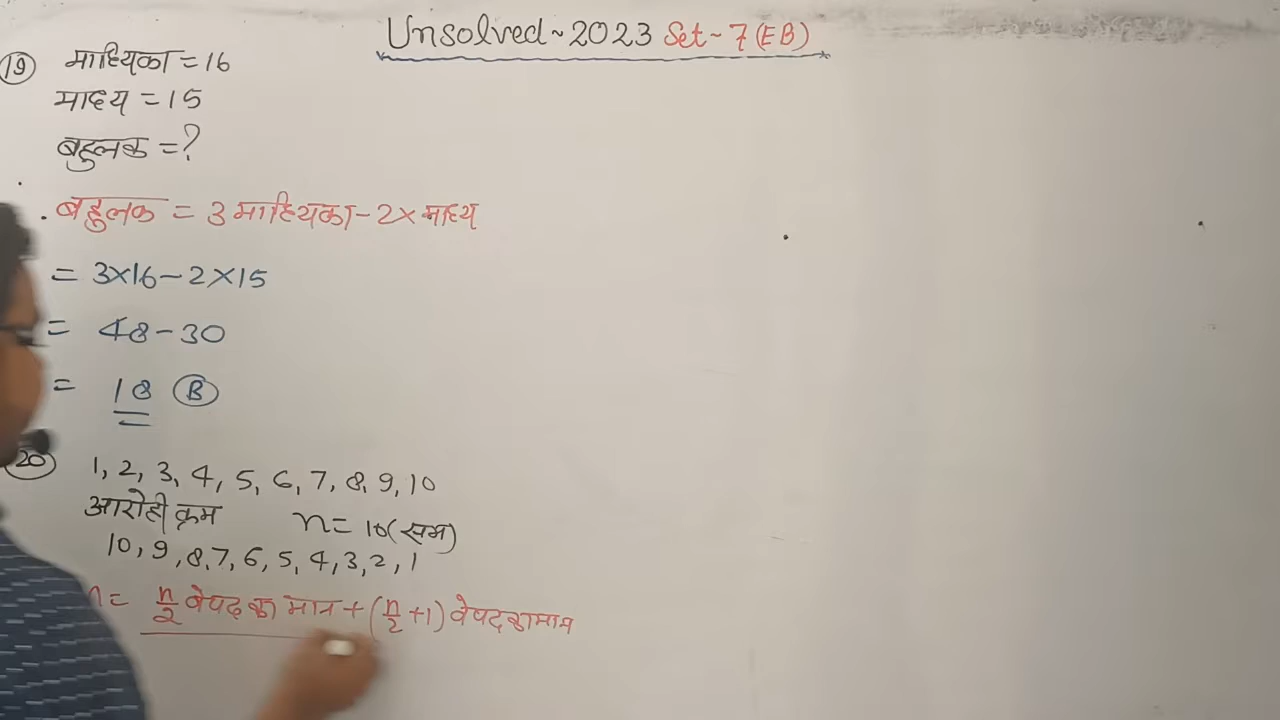 Unsolved~2023 Set~7(EB)
19 माध्यिका = 16
माध्य = 15
बहुलक = ?
बहुलक = 3 माध्यिका - 2 × माध्य
= 3×16 - 2×15
= 48 - 30
= 18 (B)
20 1, 2, 3, 4, 5, 6, 7, 8, 9, 10
आरोही क्रम n = 10(सम)
10, 9, 8, 7, 6, 5, 4, 3, 2, 1
= n/2 वे पद का मान + (n/2 + 1) वे पद का मान